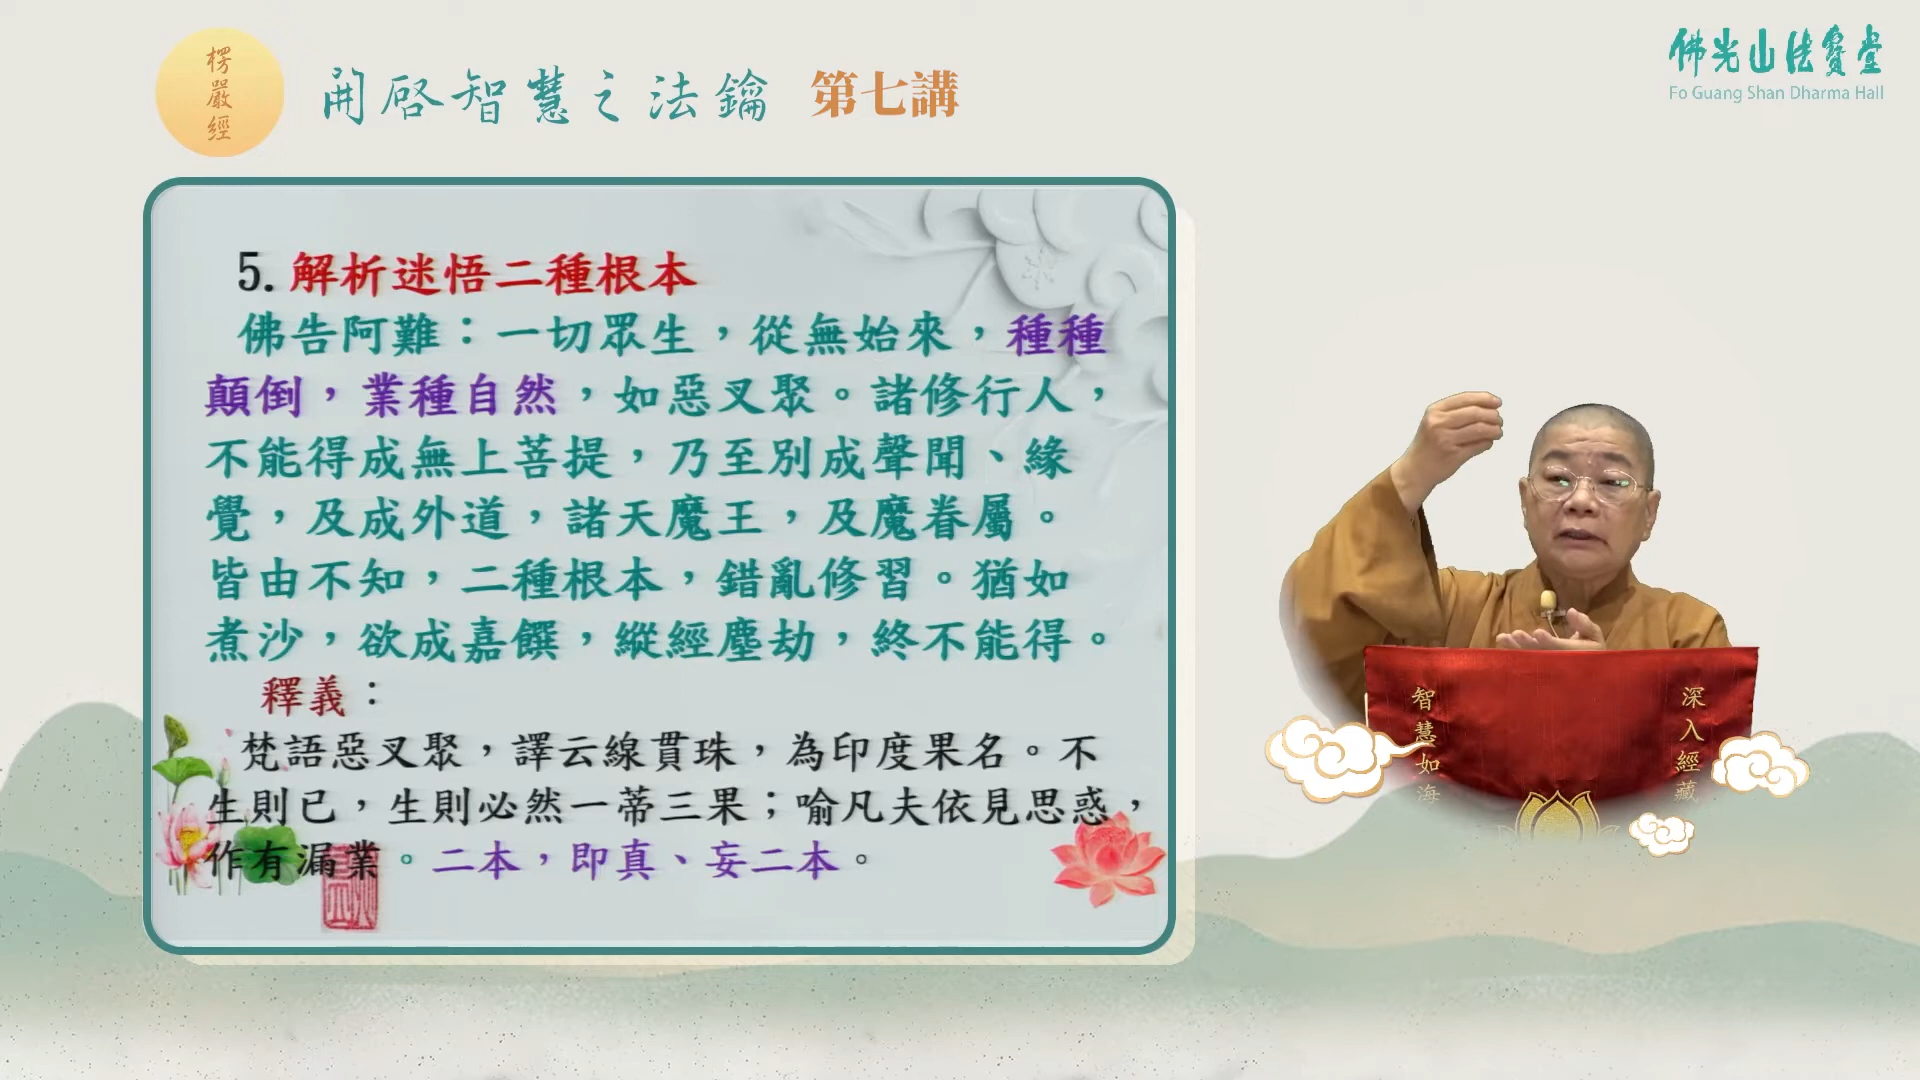 楞嚴經
開啓智慧之法鑰 第七講
佛光山法寶堂
Fo Guang Shan Dharma Hall
5. 解析迷悟二種根本
佛告阿難：一切眾生，從無始來，種種
顛倒，業種自然，如惡叉聚。諸修行人，
不能得成無上菩提，乃至別成聲聞、緣
覺，及成外道，諸天魔王，及魔眷屬。
皆由不知，二種根本，錯亂修習。猶如
煮沙，欲成嘉饌，縱經塵劫，終不能得。
釋義：
梵語惡叉聚，譯云線貫珠，為印度果名。不
生則已，生則必然一蒂三果；喻凡夫依見思惑，
作有漏業。二本，即真、妄二本。
深入經藏
智慧如海